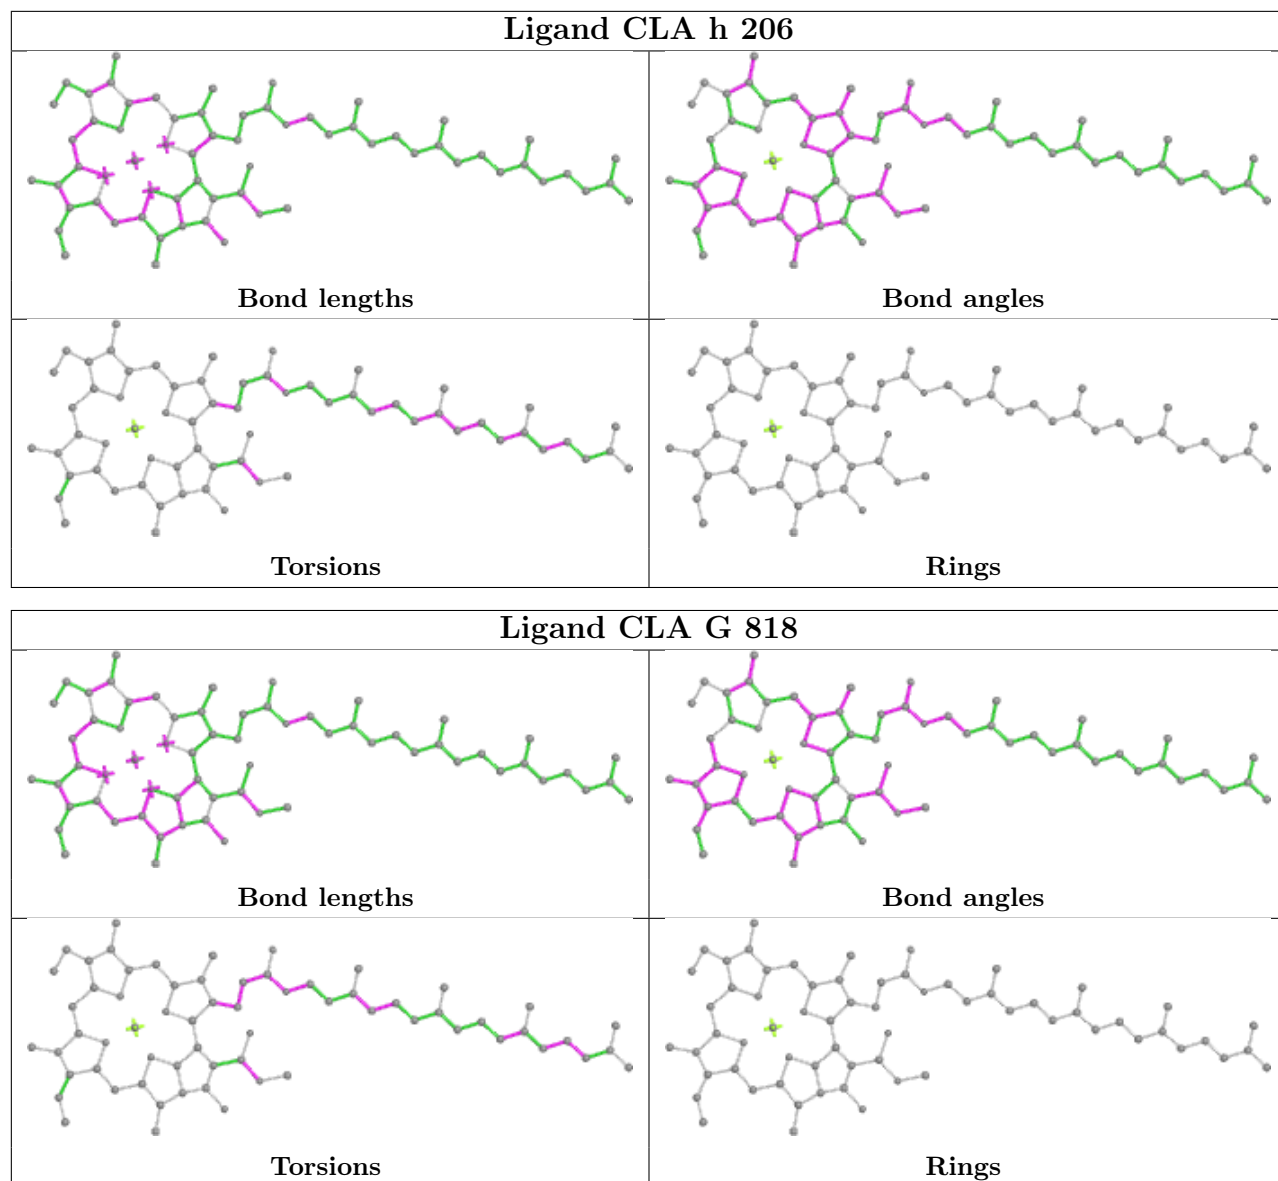 Ligand CLA h 206
Bond lengths
Bond angles
Torsions
Rings
Ligand CLA G 818
Bond lengths
Bond angles
Torsions
Rings